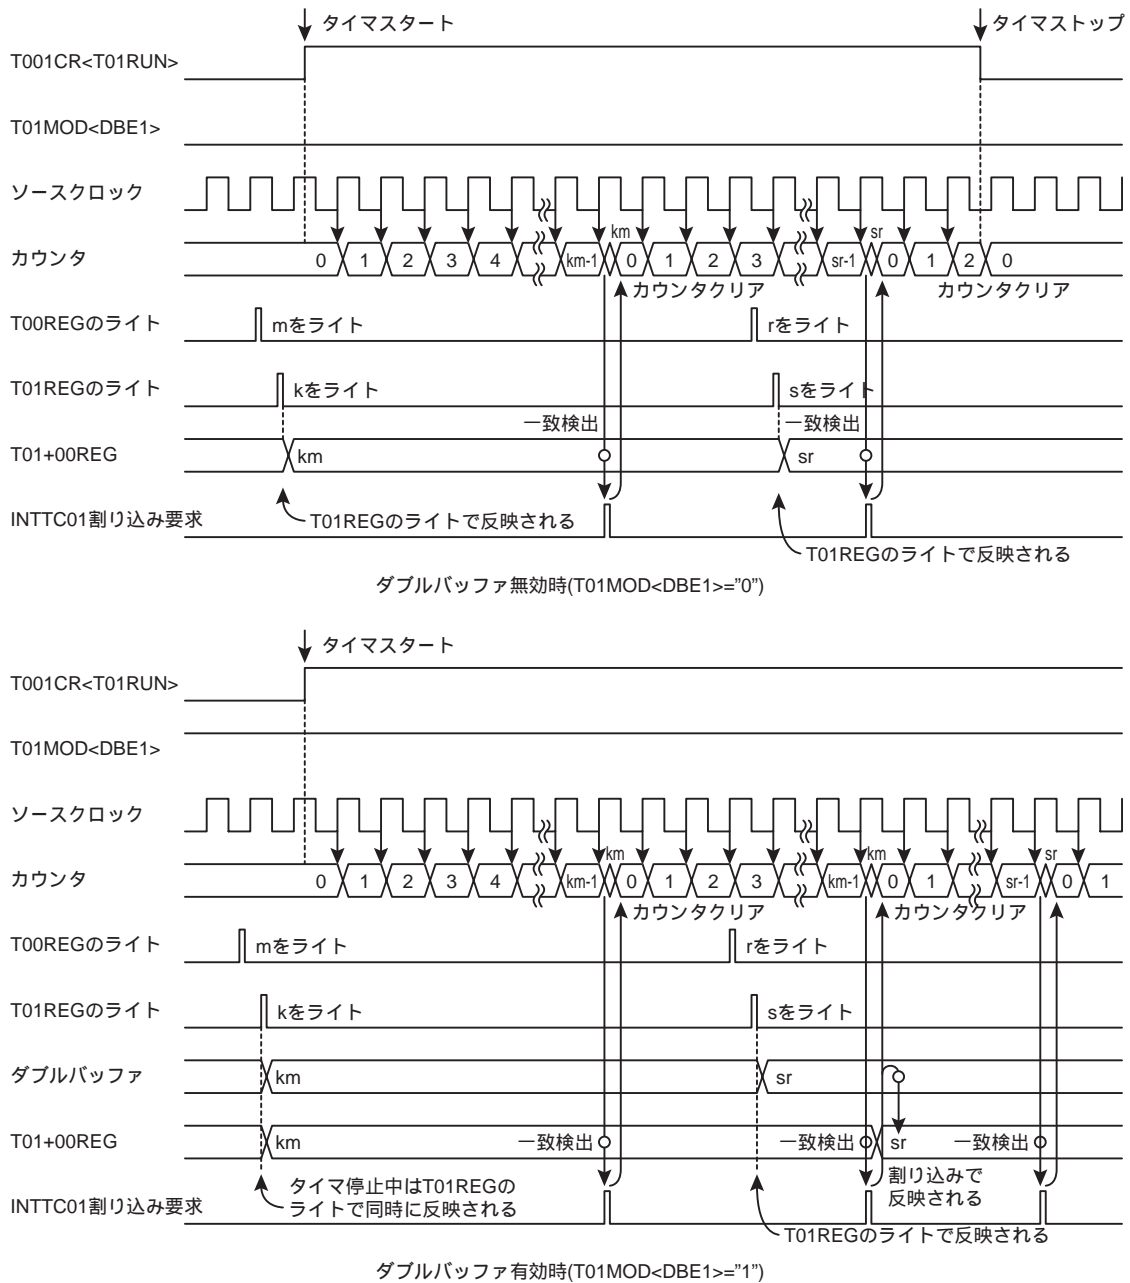 タイマスタート
タイマストップ
T001CR<T01RUN>
T01MOD<DBE1>
ソースクロック
km
sr
カウンタ
0 1 2 3 4 km-1 0 1 2 3 sr-1 0 1 2 0
カウンタクリア
カウンタクリア
T00REGのライト
mをライト
rをライト
T01REGのライト
kをライト
sをライト
一致検出
一致検出
T01+00REG
km
sr
INTTC01割り込み要求
T01REGのライトで反映される
T01REGのライトで反映される
ダブルバッファ無効時(T01MOD<DBE1>="0")
タイマスタート
T001CR<T01RUN>
T01MOD<DBE1>
ソースクロック
km
km
sr
カウンタ
0 1 2 3 4 km-1 0 1 2 3 km-1 0 1 sr-1 0 1
カウンタクリア
カウンタクリア
T00REGのライト
mをライト
rをライト
T01REGのライト
kをライト
sをライト
ダブルバッファ
km
sr
T01+00REG
km
一致検出
一致検出
sr
一致検出
INTTC01割り込み要求
タイマ停止中はT01REGの
ライトで同時に反映される
割り込みで
反映される
T01REGのライトで反映される
ダブルバッファ有効時(T01MOD<DBE1>="1")